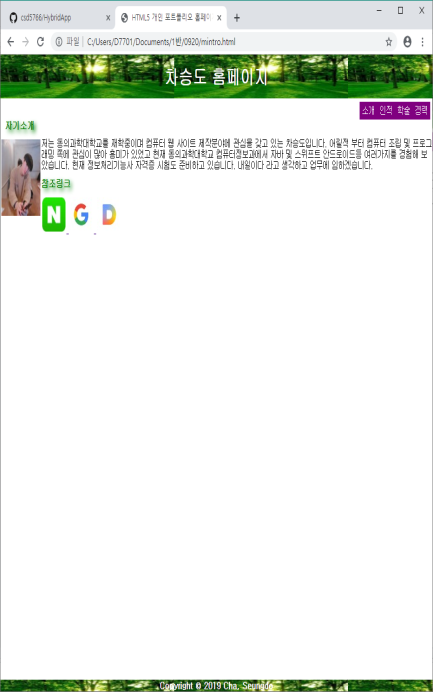 csd5766/HybridApp
HTML5 개인 포트폴리오 홈페이
파일 C:/Users/D7701/Documents/1반/0920/mintro.html
차승도 홈페이지
소개 인적 학술 경력
자기소개
저는 동의과학대학교를 재학중이며 컴퓨터 웹 사이트 제작분야에 관심을 갖고 있는 차승도입니다. 어릴적 부터 컴퓨터 조립 및 프로그
래밍 쪽에 관심이 많아 흥미가 있었고 현재 동의과학대학교 컴퓨터정보과에서 자바 및 스위프트 안드로이드등 여러가지를 경험해 보
았습니다. 현재 정보처리기능사 자격증 시험도 준비하고 있습니다. 내일이다 라고 생각하고 업무에 임하겠습니다.
참조링크
N G D
Copyright © 2019 Cha. Seungdo